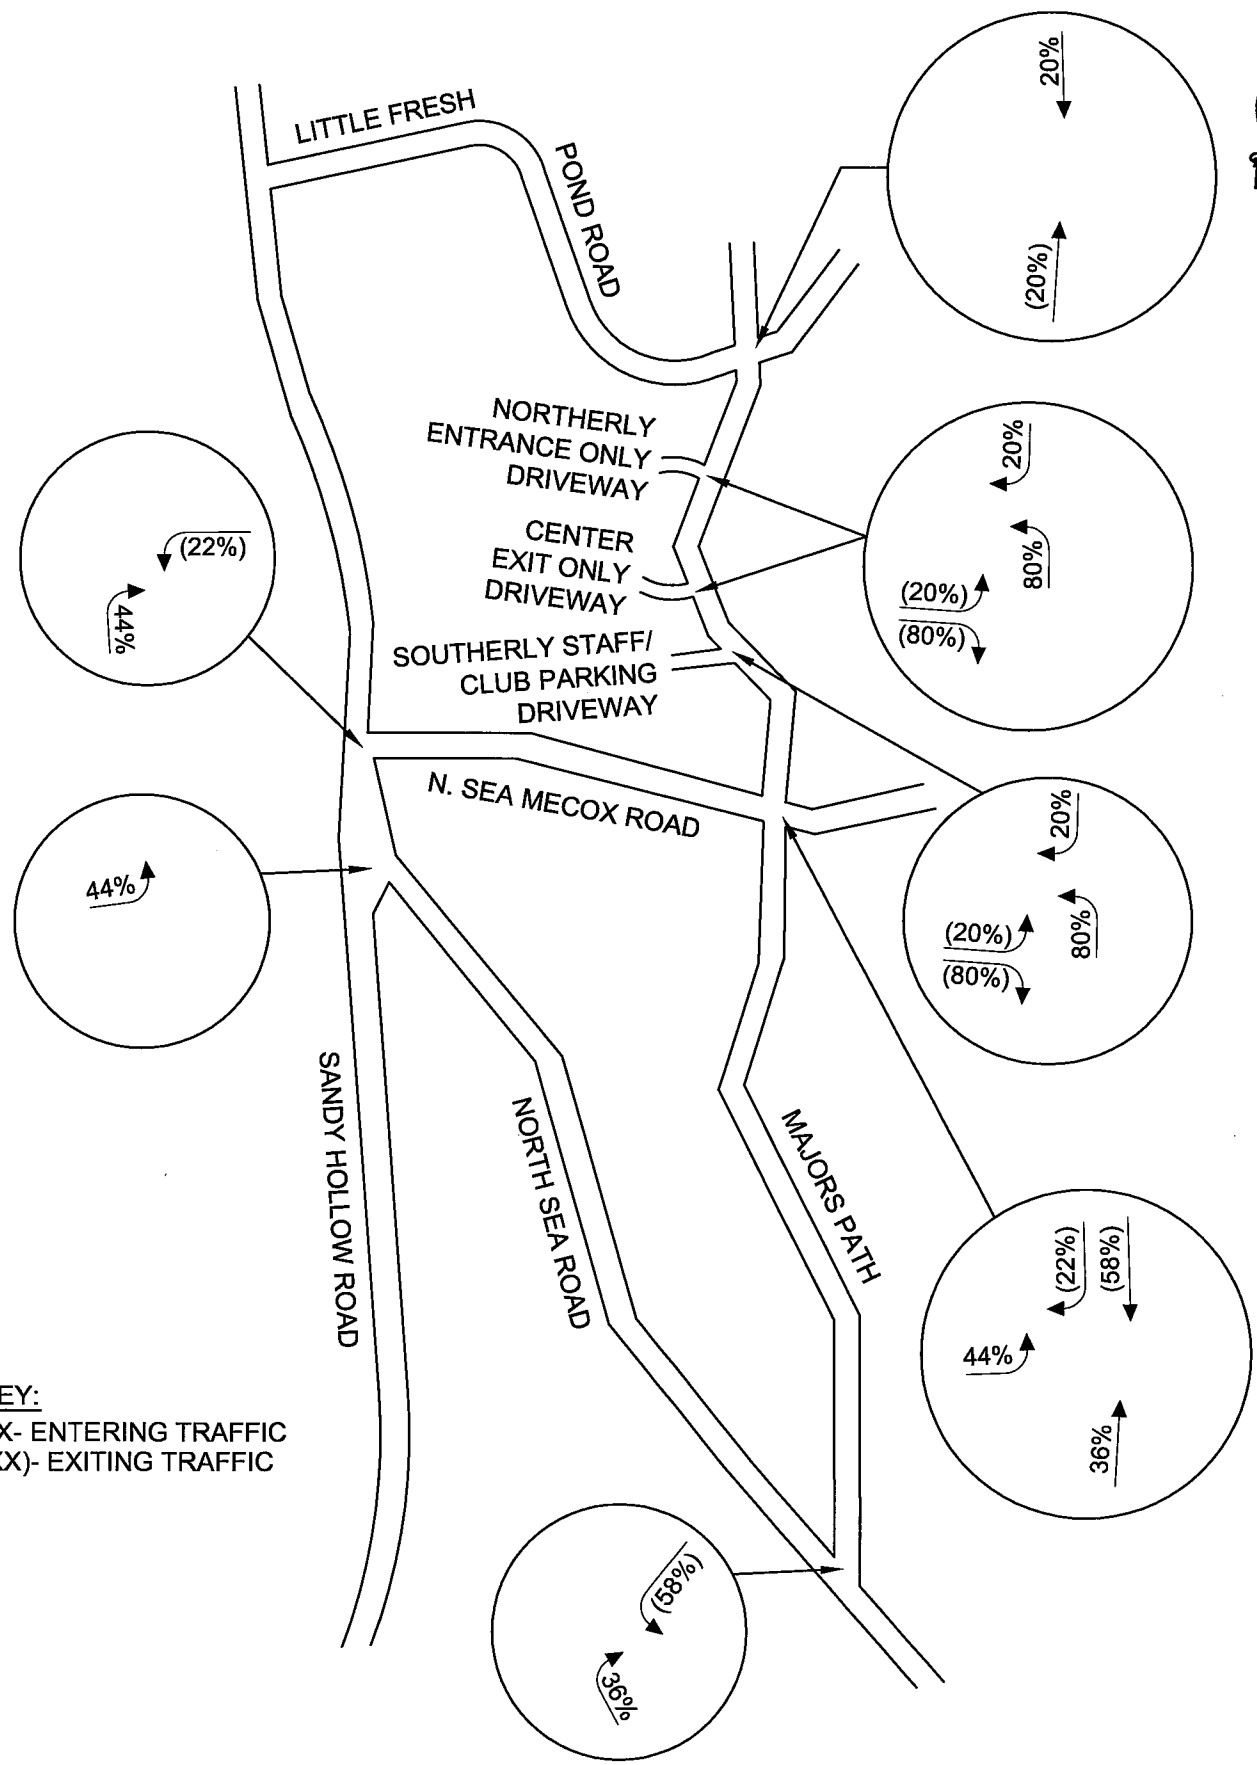 LITTLE FRESH
POND ROAD
20%
(20%)
NORTHERLY
ENTRANCE ONLY
DRIVEWAY
CENTER
EXIT ONLY
DRIVEWAY
SOUTHERLY STAFF/
CLUB PARKING
DRIVEWAY
20%
80%
(20%)
(80%)
(22%)
44%
N. SEA MECOX ROAD
44%
20%
80%
(20%)
(80%)
SANDY HOLLOW ROAD
NORTH SEA ROAD
MAJORS PATH
(22%)
(58%)
44%
36%
EY:
X- ENTERING TRAFFIC
XX)- EXITING TRAFFIC
(58%)
36%